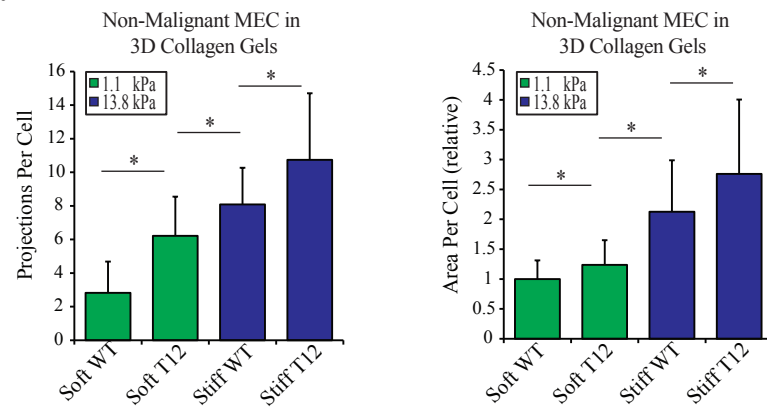 Non-Malignant MEC in
3D Collagen Gels
Projections Per Cell
16
14
12
10
8
6
4
2
0
1.1 kPa
13.8 kPa
*
*
*
Soft WT
Soft T12
Stiff WT
Stiff T12
Non-Malignant MEC in
3D Collagen Gels
Area Per Cell (relative)
4.5
4
3.5
3
2.5
2
1.5
1
0.5
0
1.1 kPa
13.8 kPa
*
*
*
Soft WT
Soft T12
Stiff WT
Stiff T12